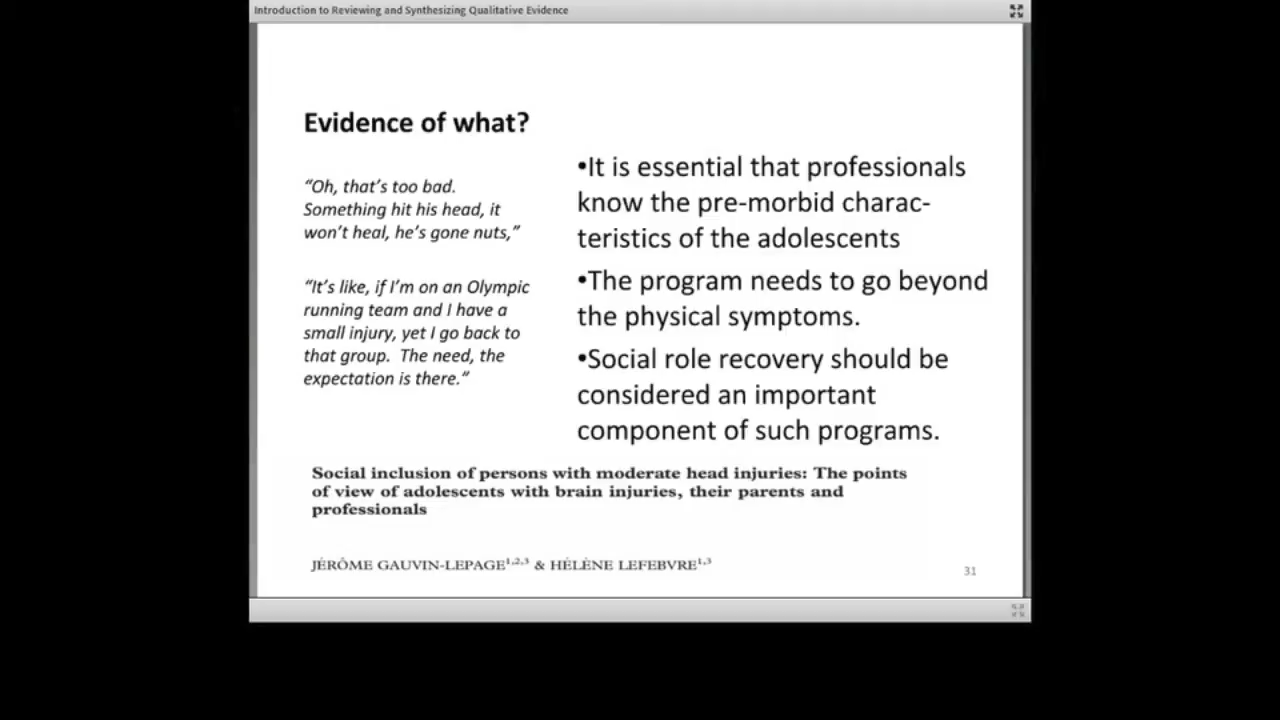 Introduction to Reviewing and Synthesizing Qualitative Evidence
Evidence of what?
“Oh, that’s too bad.
Something hit his head, it
won’t heal, he’s gone nuts,”
“It’s like, if I’m on an Olympic
running team and I have a
small injury, yet I go back to
that group.  The need, the
expectation is there.“
•It is essential that professionals
know the pre-morbid charac-
teristics of the adolescents
•The program needs to go beyond
the physical symptoms.
•Social role recovery should be
considered an important
component of such programs.
Social inclusion of persons with moderate head injuries: The points
of view of adolescents with brain injuries, their parents and
professionals
JÉRÔME GAUVIN-LEPAGE1,2,3 & HÉLÈNE LEFEBVRE1,3
31